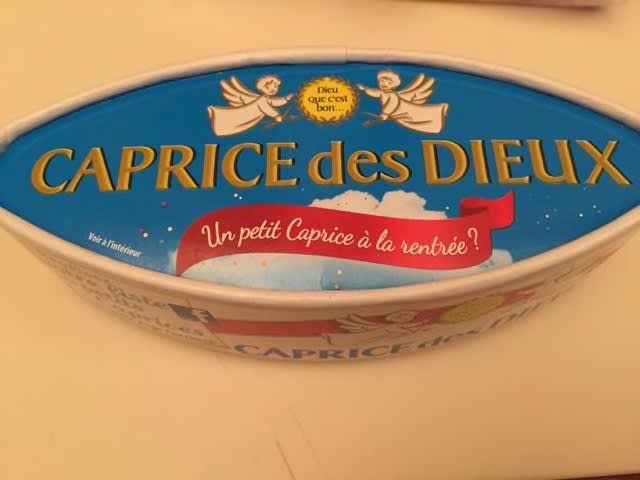 Dieu
que c'est
bon...
CAPRICE des DIEUX
Un petit Caprice à la rentrée ?
Voir à l'intérieur
CAPRICE des DIEUX